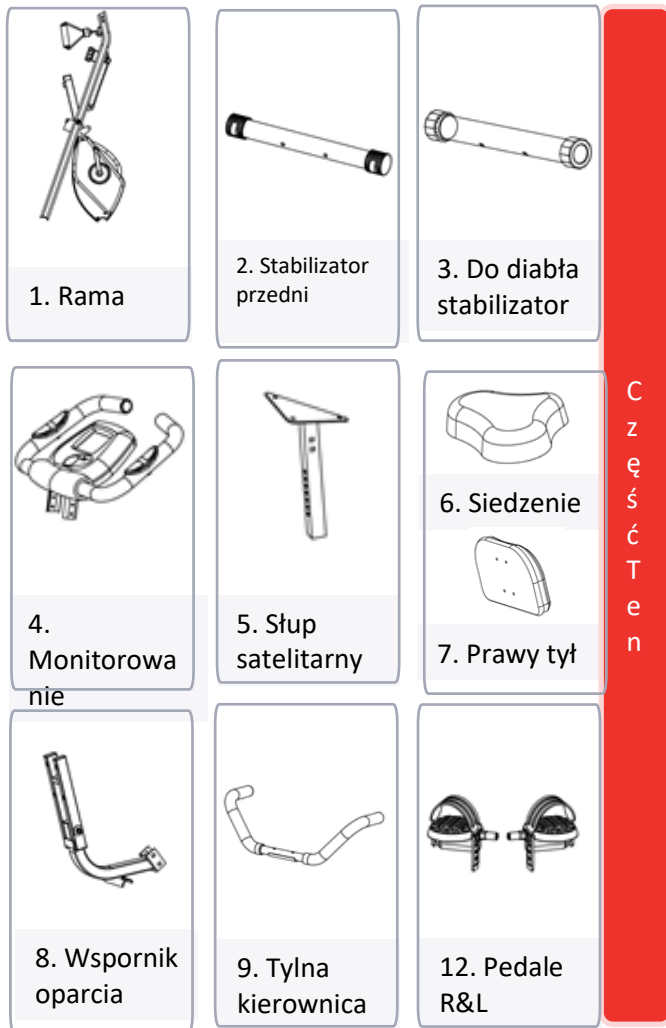 1. Rama
2. Stabilizator
przedni
3. Do diabła
stabilizator
4.
Monitorowa
nie
5. Słup
satelitarny
6. Siedzenie
7. Prawy tył
8. Wspornik
oparcia
9. Tylna
kierownica
12. Pedale
R&L
C
z
ę
ś
ć
T
e
n